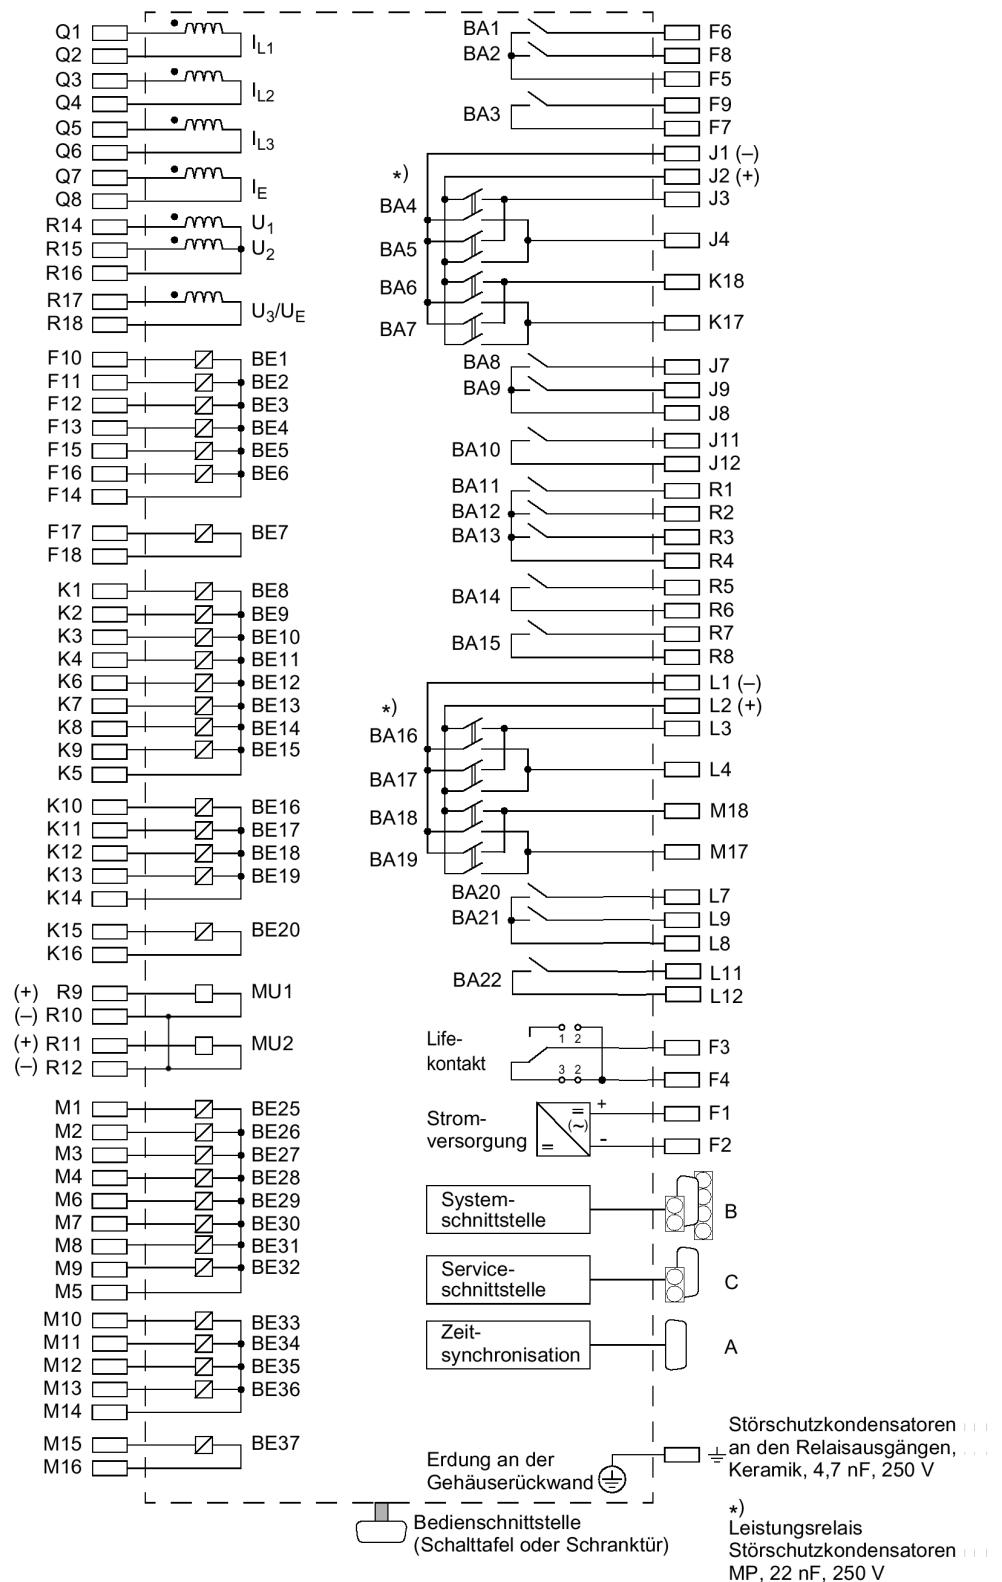 Q1
Q2
I L1
Q3
Q4
I L2
Q5
Q6
I L3
Q7
Q8
I E
R14
U1
R15
U2
R16
R17
R18
U3/UE
F10 BE1
F11 BE2
F12 BE3
F13 BE4
F15 BE5
F16 BE6
F14
F17 BE7
F18
K1 BE8
K2 BE9
K3 BE10
K4 BE11
K6 BE12
K7 BE13
K8 BE14
K9 BE15
K5
K10 BE16
K11 BE17
K12 BE18
K13 BE19
K14
K15 BE20
K16
(+) R9 MU1
(–) R10
(+) R11 MU2
(–) R12
M1 BE25
M2 BE26
M3 BE27
M4 BE28
M6 BE29
M7 BE30
M8 BE31
M9 BE32
M5
M10 BE33
M11 BE34
M12 BE35
M13 BE36
M14
M15 BE37
M16
BA1 F6
BA2 F8
F5
BA3 F9
F7
J1 (–)
*) J2 (+)
BA4 J3
BA5 J4
BA6 K18
BA7 K17
BA8 J7
BA9 J9
J8
BA10 J11
J12
BA11 R1
BA12 R2
BA13 R3
R4
BA14 R5
R6
BA15 R7
R8
L1 (–)
*) L2 (+)
BA16 L3
BA17 L4
BA18 M18
BA19 M17
BA20 L7
BA21 L9
L8
BA22 L11
L12
Life-
kontakt
1 2
3 2
F3
F4
Strom-
versorgung
=
(~)
=
+
-
F1
F2
System-
schnittstelle
B
Service-
schnittstelle
C
Zeit-
synchronisation
A
Erdung an der
Gehäuserückwand
Störschutzkondensatoren
an den Relaisausgängen,
Keramik, 4,7 nF, 250 V
*)
Leistungsrelais
Störschutzkondensatoren
MP, 22 nF, 250 V
Bedienschnittstelle
(Schalttafel oder Schranktür)